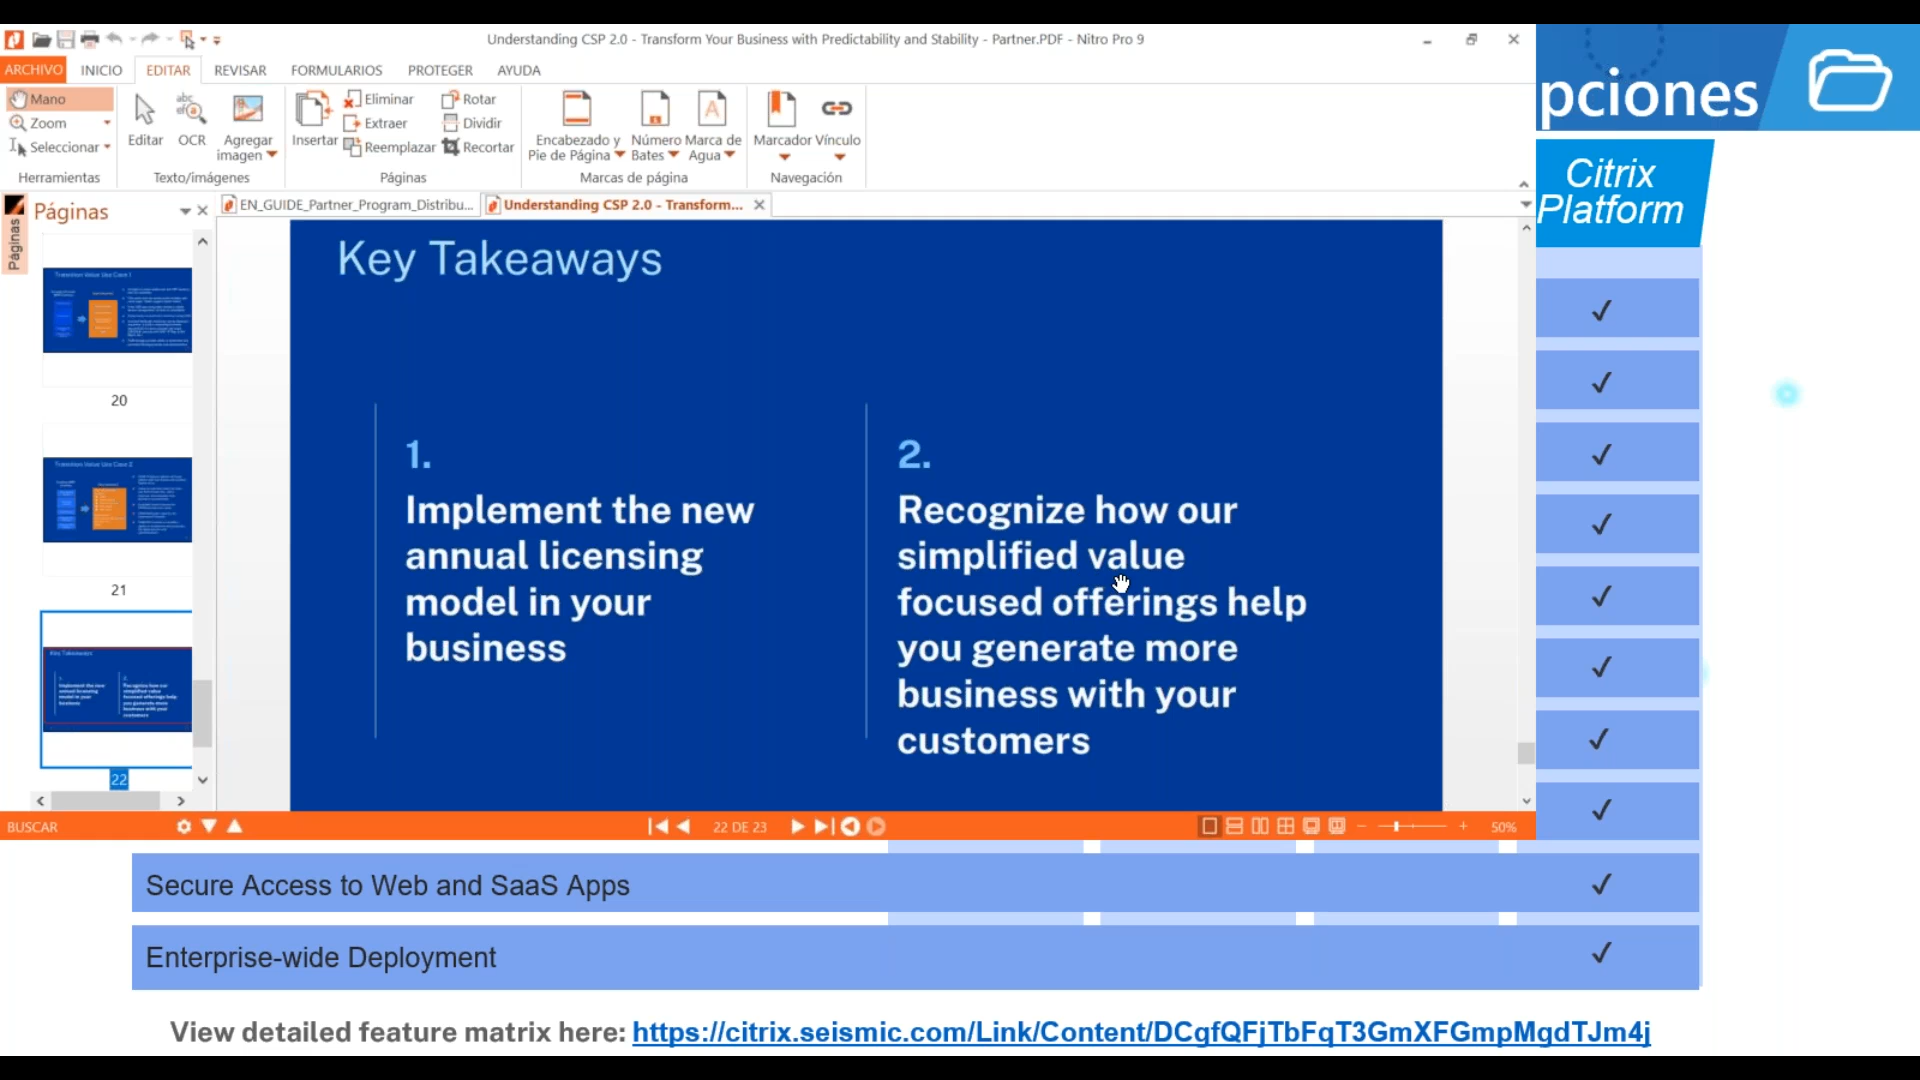 Understanding CSP 2.0 - Transform Your Business with Predictability and Stability - Partner.PDF - Nitro Pro 9
ARCHIVO INICIO EDITAR REVISAR FORMULARIOS PROTEGER AYUDA
Mano
Zoom
Seleccionar
Herramientas
Editar
OCR
Agregar
imagen
Texto/imágenes
Insertar
Eliminar
Extraer
Reemplazar
Rotar
Dividir
Recortar
Páginas
Encabezado y
Pie de Página
Número
Bates
Marca de
Agua
Marcas de página
Marcador
Vínculo
Navegación
Páginas
Páginas
EN_GUIDE_Partner_Program_Distribu...
Understanding CSP 2.0 - Transform...
20
21
22
Key Takeaways
1.
Implement the new
annual licensing
model in your
business
2.
Recognize how our
simplified value
focused offerings help
you generate more
business with your
customers
BUSCAR
22 DE 23
50%
pciones
Citrix
Platform
Secure Access to Web and SaaS Apps
Enterprise-wide Deployment
View detailed feature matrix here: https://citrix.seismic.com/Link/Content/DCgfQFjTbFqT3GmXFGmpMgdTJm4j